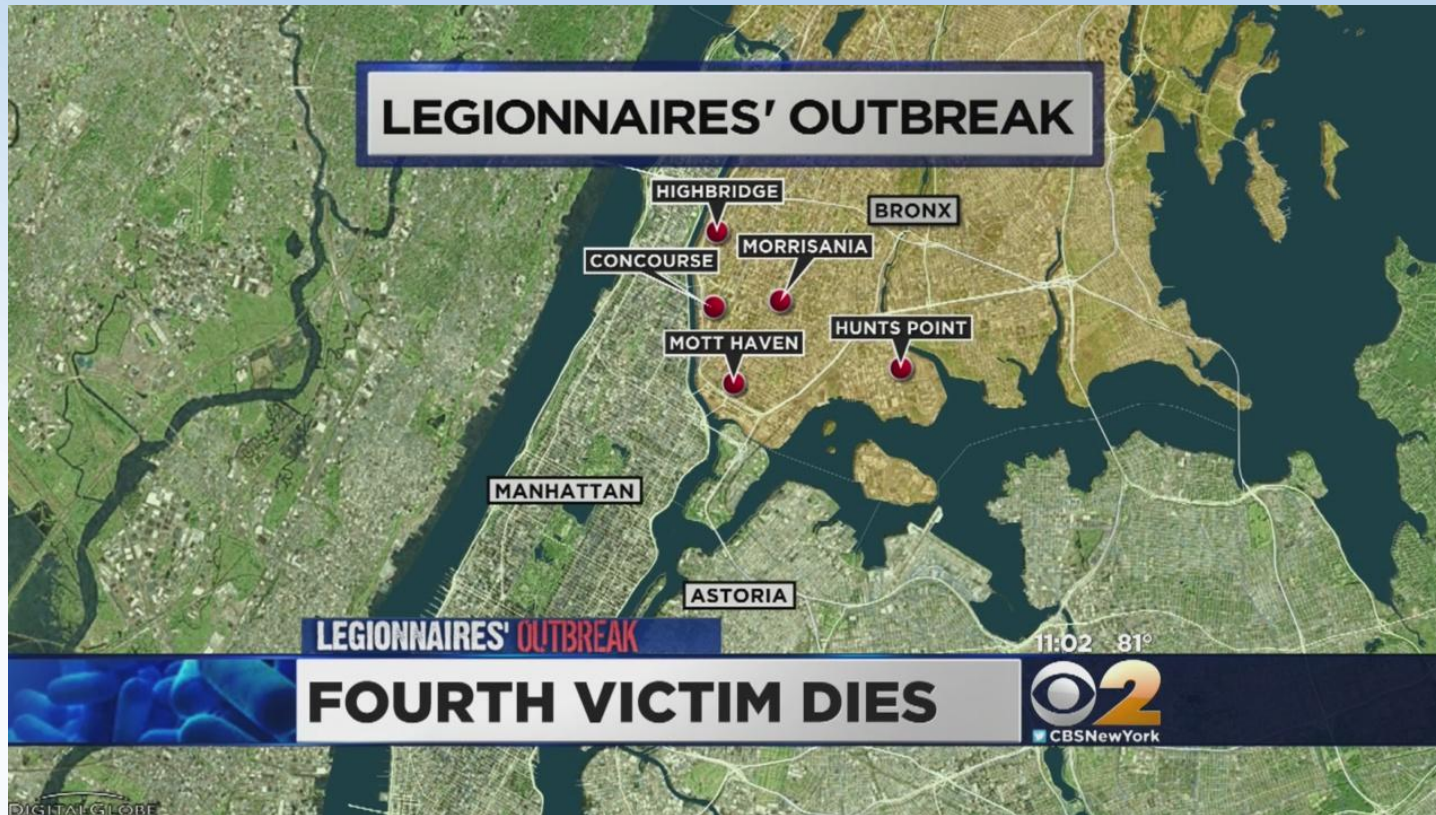 LEGIONNAIRES' OUTBREAK
HIGHBRIDGE
BRONX
MORRISANIA
CONCOURSE
HUNTS POINT
MOTT HAVEN
MANHATTAN
ASTORIA
LEGIONNAIRES' OUTBREAK
11:02 81°
FOURTH VICTIM DIES
2
CBSNewYork
DIGITALGLOBE